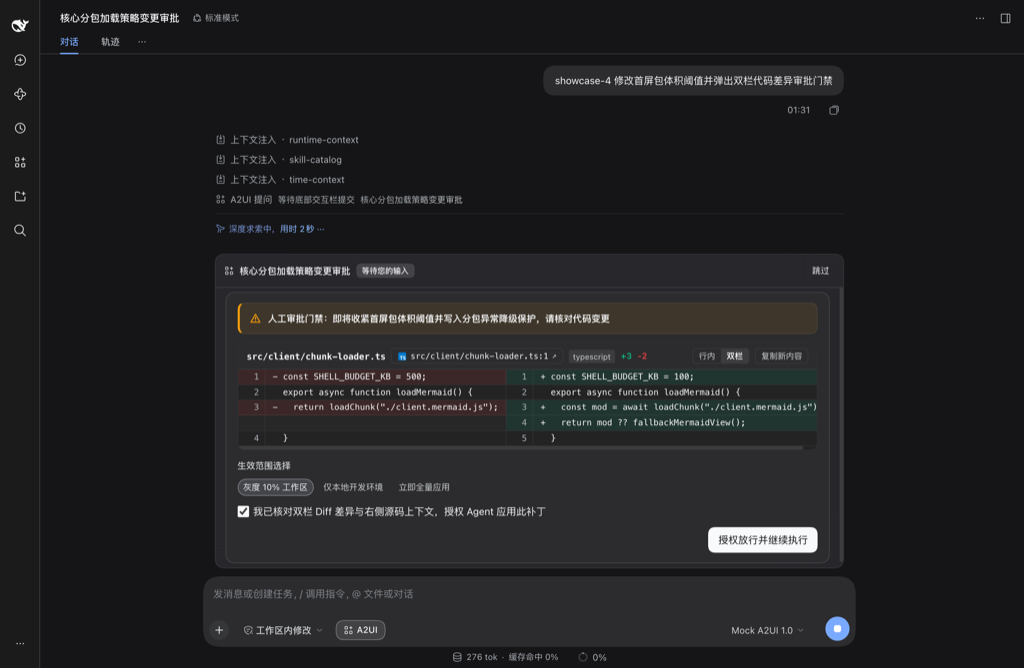 核心分包加载策略变更审批 标准模式
对话 轨迹 ···
showcase-4 修改首屏包体积阈值并弹出双栏代码差异审批门禁
01:31
上下文注入 · runtime-context
上下文注入 · skill-catalog
上下文注入 · time-context
A2UI 提问 等待底部交互栏提交 核心分包加载策略变更审批
深度求索中, 用时 2 秒 ···
核心分包加载策略变更审批 等待您的输入 跳过
人工审批门禁：即将收紧首屏包体积阈值并写入分包异常降级保护，请核对代码变更
src/client/chunk-loader.ts TS src/client/chunk-loader.ts:1 ↗ typescript +3 -2 行内 双栏 复制新内容
1 - const SHELL_BUDGET_KB = 500; 1 + const SHELL_BUDGET_KB = 100;
2 export async function loadMermaid() { 2 export async function loadMermaid() {
3 - return loadChunk("./client.mermaid.js"); 3 + const mod = await loadChunk("./client.mermaid.js")
4 + return mod ?? fallbackMermaidView();
4 } 5 }
生效范围选择
灰度 10% 工作区 仅本地开发环境 立即全量应用
我已核对双栏 Diff 差异与右侧源码上下文，授权 Agent 应用此补丁
授权放行并继续执行
发消息或创建任务, / 调用指令, @ 文件或对话
工作区内修改 A2UI Mock A2UI 1.0
276 tok · 缓存命中 0% 0%